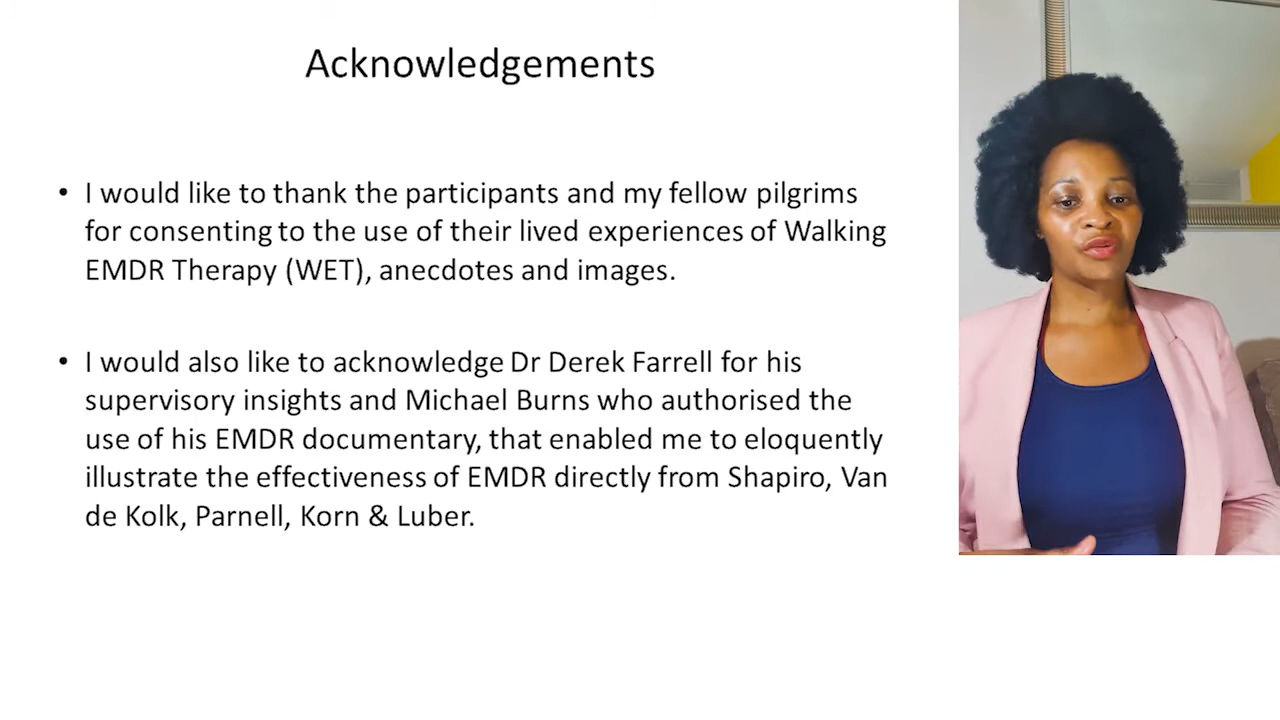 Acknowledgements
• I would like to thank the participants and my fellow pilgrims
for consenting to the use of their lived experiences of Walking
EMDR Therapy (WET), anecdotes and images.
• I would also like to acknowledge Dr Derek Farrell for his
supervisory insights and Michael Burns who authorised the
use of his EMDR documentary, that enabled me to eloquently
illustrate the effectiveness of EMDR directly from Shapiro, Van
de Kolk, Parnell, Korn & Luber.